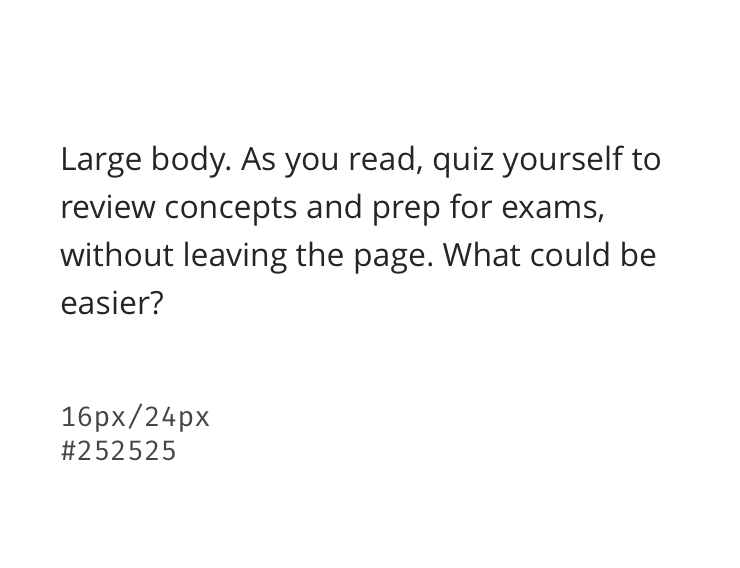 Large body. As you read, quiz yourself to
review concepts and prep for exams,
without leaving the page. What could be
easier?
16px/24px
#252525